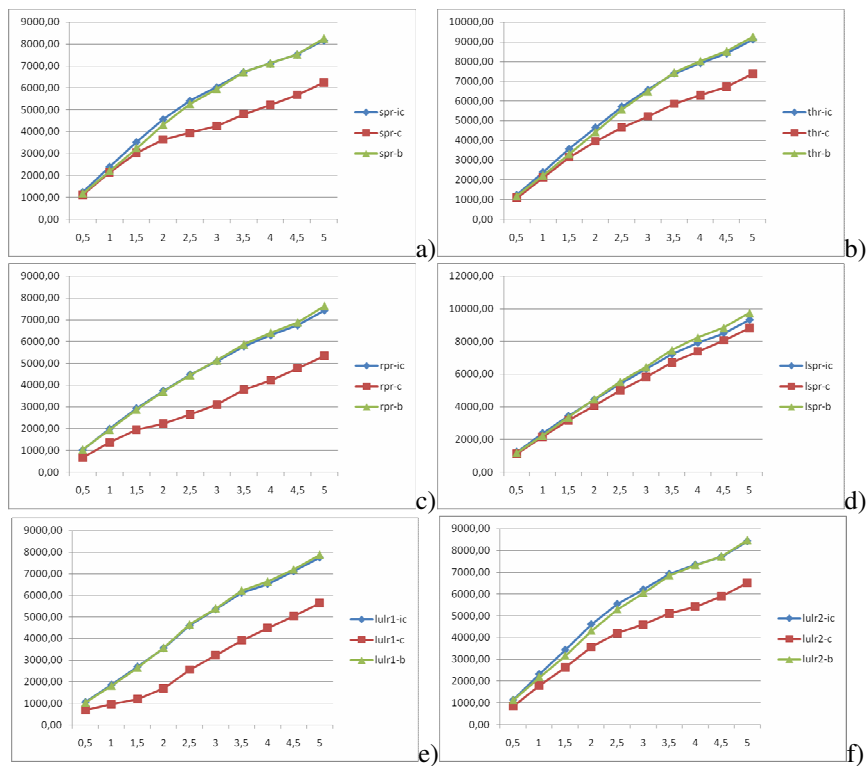 9000,00
8000,00
7000,00
6000,00
5000,00
4000,00
3000,00
2000,00
1000,00
0,00
0,5 1 1,5 2 2,5 3 3,5 4 4,5 5
spr-ic
spr-c
spr-b
a)
10000,00
9000,00
8000,00
7000,00
6000,00
5000,00
4000,00
3000,00
2000,00
1000,00
0,00
0,5 1 1,5 2 2,5 3 3,5 4 4,5 5
thr-ic
thr-c
thr-b
b)
9000,00
8000,00
7000,00
6000,00
5000,00
4000,00
3000,00
2000,00
1000,00
0,00
0,5 1 1,5 2 2,5 3 3,5 4 4,5 5
rpr-ic
rpr-c
rpr-b
c)
12000,00
10000,00
8000,00
6000,00
4000,00
2000,00
0,00
0,5 1 1,5 2 2,5 3 3,5 4 4,5 5
lspr-ic
lspr-c
lspr-b
d)
9000,00
8000,00
7000,00
6000,00
5000,00
4000,00
3000,00
2000,00
1000,00
0,00
0,5 1 1,5 2 2,5 3 3,5 4 4,5 5
lulr1-ic
lulr1-c
lulr1-b
e)
9000,00
8000,00
7000,00
6000,00
5000,00
4000,00
3000,00
2000,00
1000,00
0,00
0,5 1 1,5 2 2,5 3 3,5 4 4,5 5
lulr2-ic
lulr2-c
lulr2-b
f)